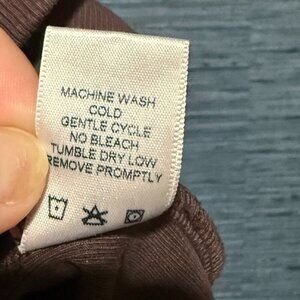 MACHINE WASH
COLD
GENTLE CYCLE
NO BLEACH
TUMBLE DRY LOW
REMOVE PROMPTLY